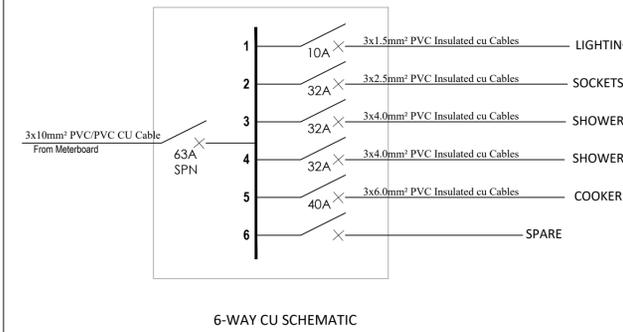 1 10A 3x1.5mm² PVC Insulated cu Cables LIGHTIN
2 32A 3x2.5mm² PVC Insulated cu Cables SOCKETS
3 32A 3x4.0mm² PVC Insulated cu Cables SHOWER
3x10mm² PVC/PVC CU Cable
From Meterboard
63A
SPN
4 32A 3x4.0mm² PVC Insulated cu Cables SHOWER
5 40A 3x6.0mm² PVC Insulated cu Cables COOKER
6 SPARE
6-WAY CU SCHEMATIC